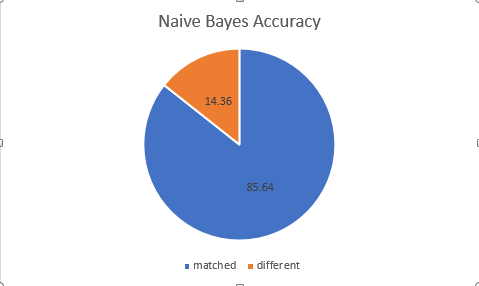 Naive Bayes Accuracy
14.36
85.64
matched different